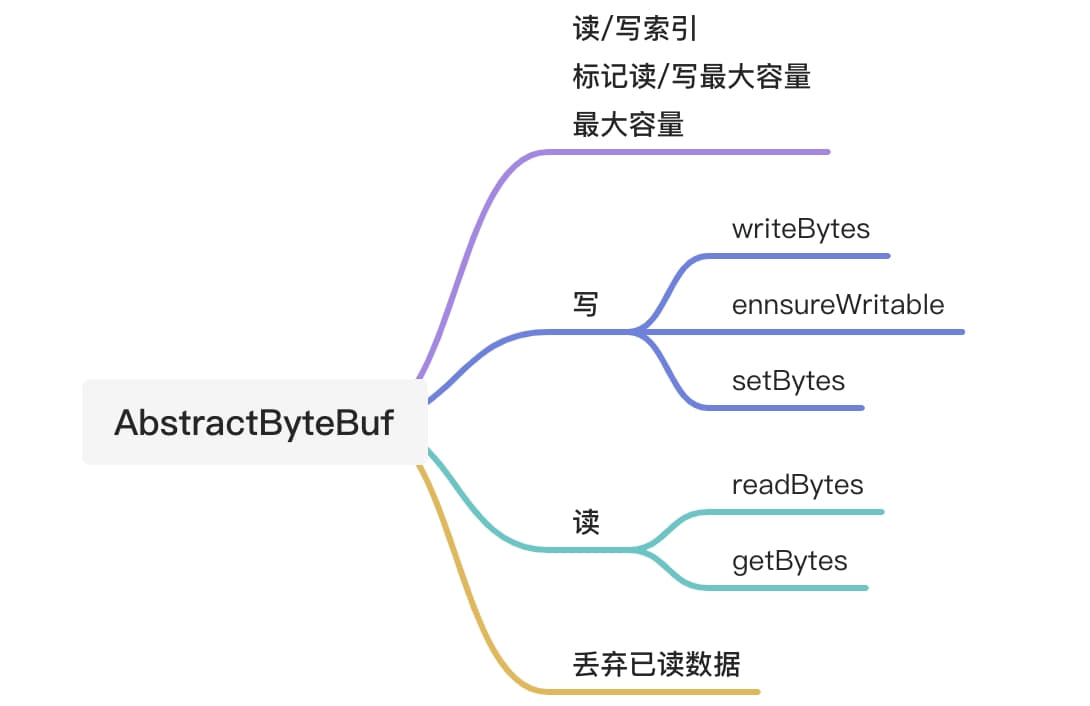 读/写索引
标记读/写最大容量
最大容量
writeBytes
写
ennsureWritable
setBytes
AbstractByteBuf
readBytes
读
getBytes
丢弃已读数据